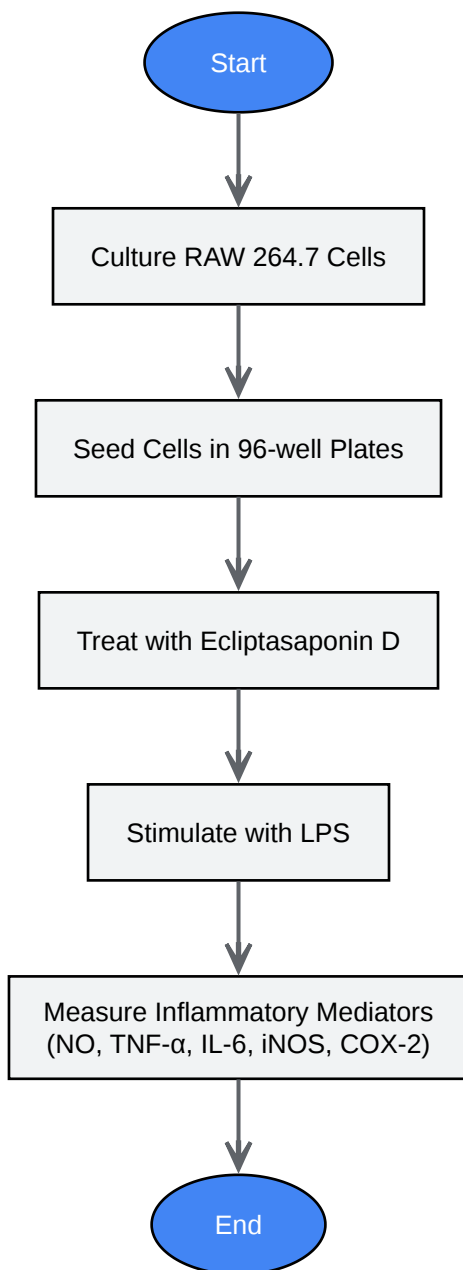 Start
Culture RAW 264.7 Cells
Seed Cells in 96-well Plates
Treat with Ecliptasaponin D
Stimulate with LPS
Measure Inflammatory Mediators
(NO, TNF-α, IL-6, iNOS, COX-2)
End